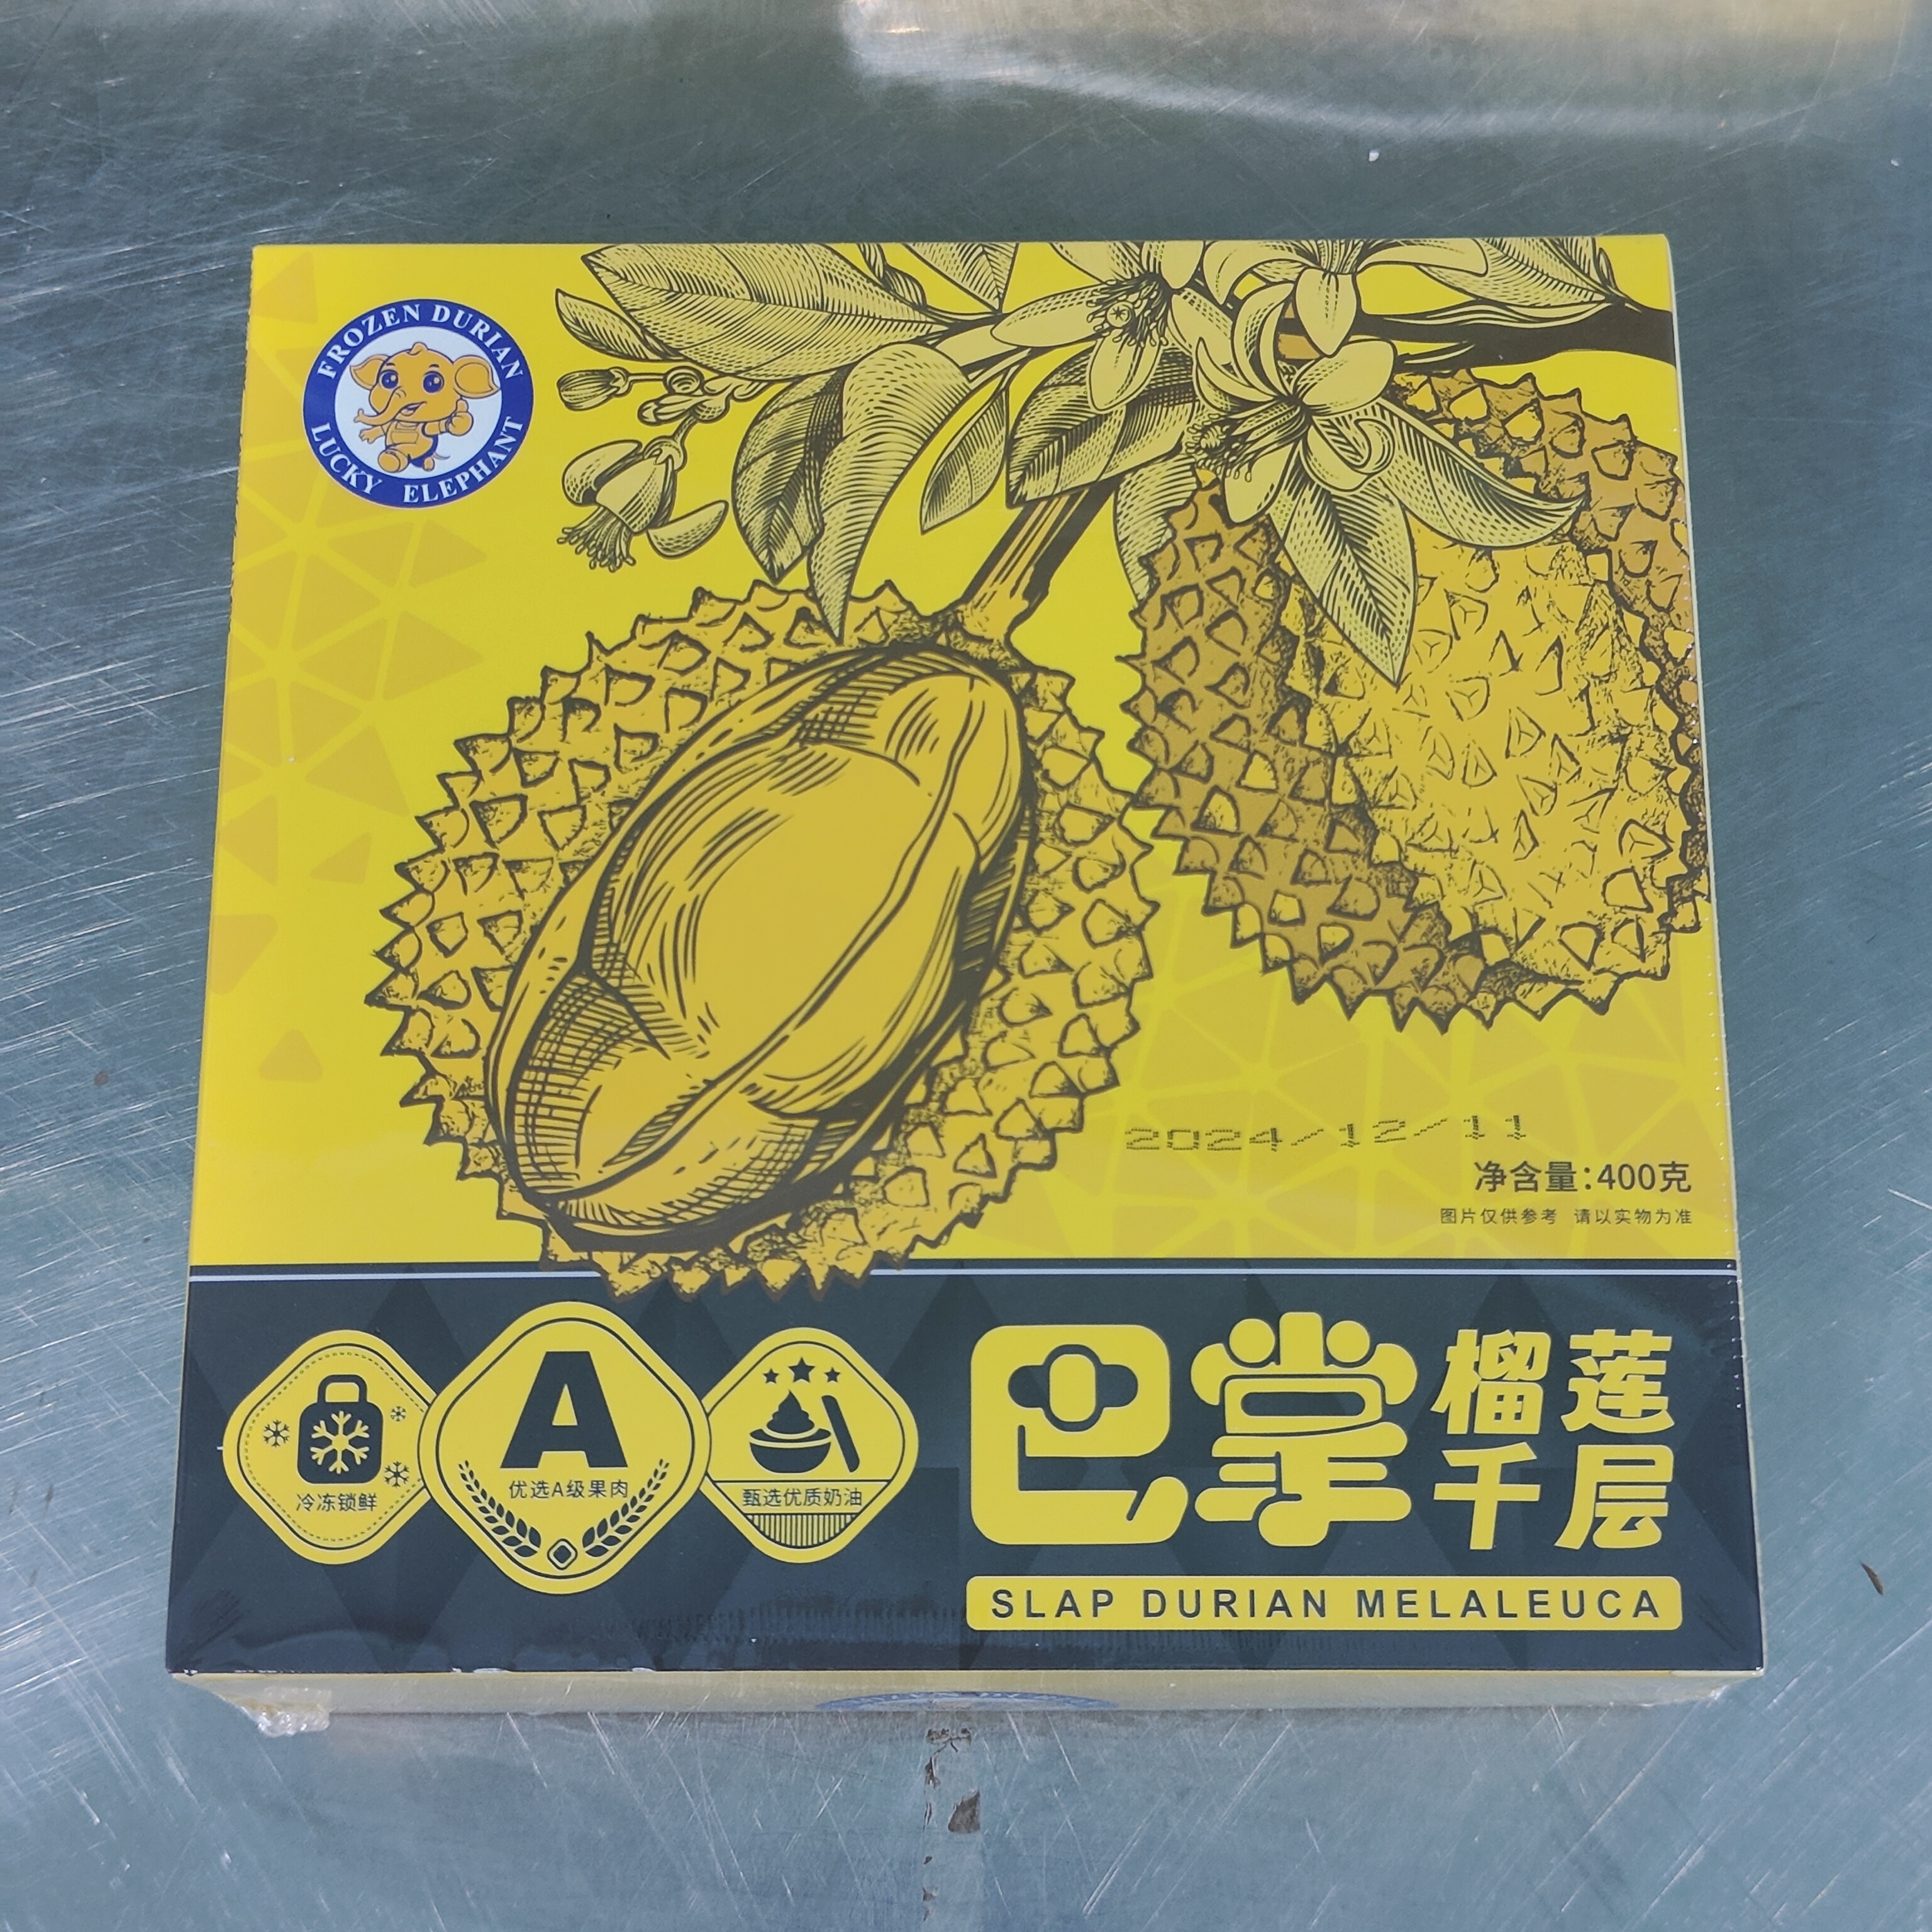 FROZEN DURIAN
LUCKY ELEPHANT
2024/12/11
净含量:400克
图片仅供参考 请以实物为准
冷冻锁鲜
A
优选A级果肉
甄选优质奶油
巴掌榴莲
千层
SLAP DURIAN MELALEUCA